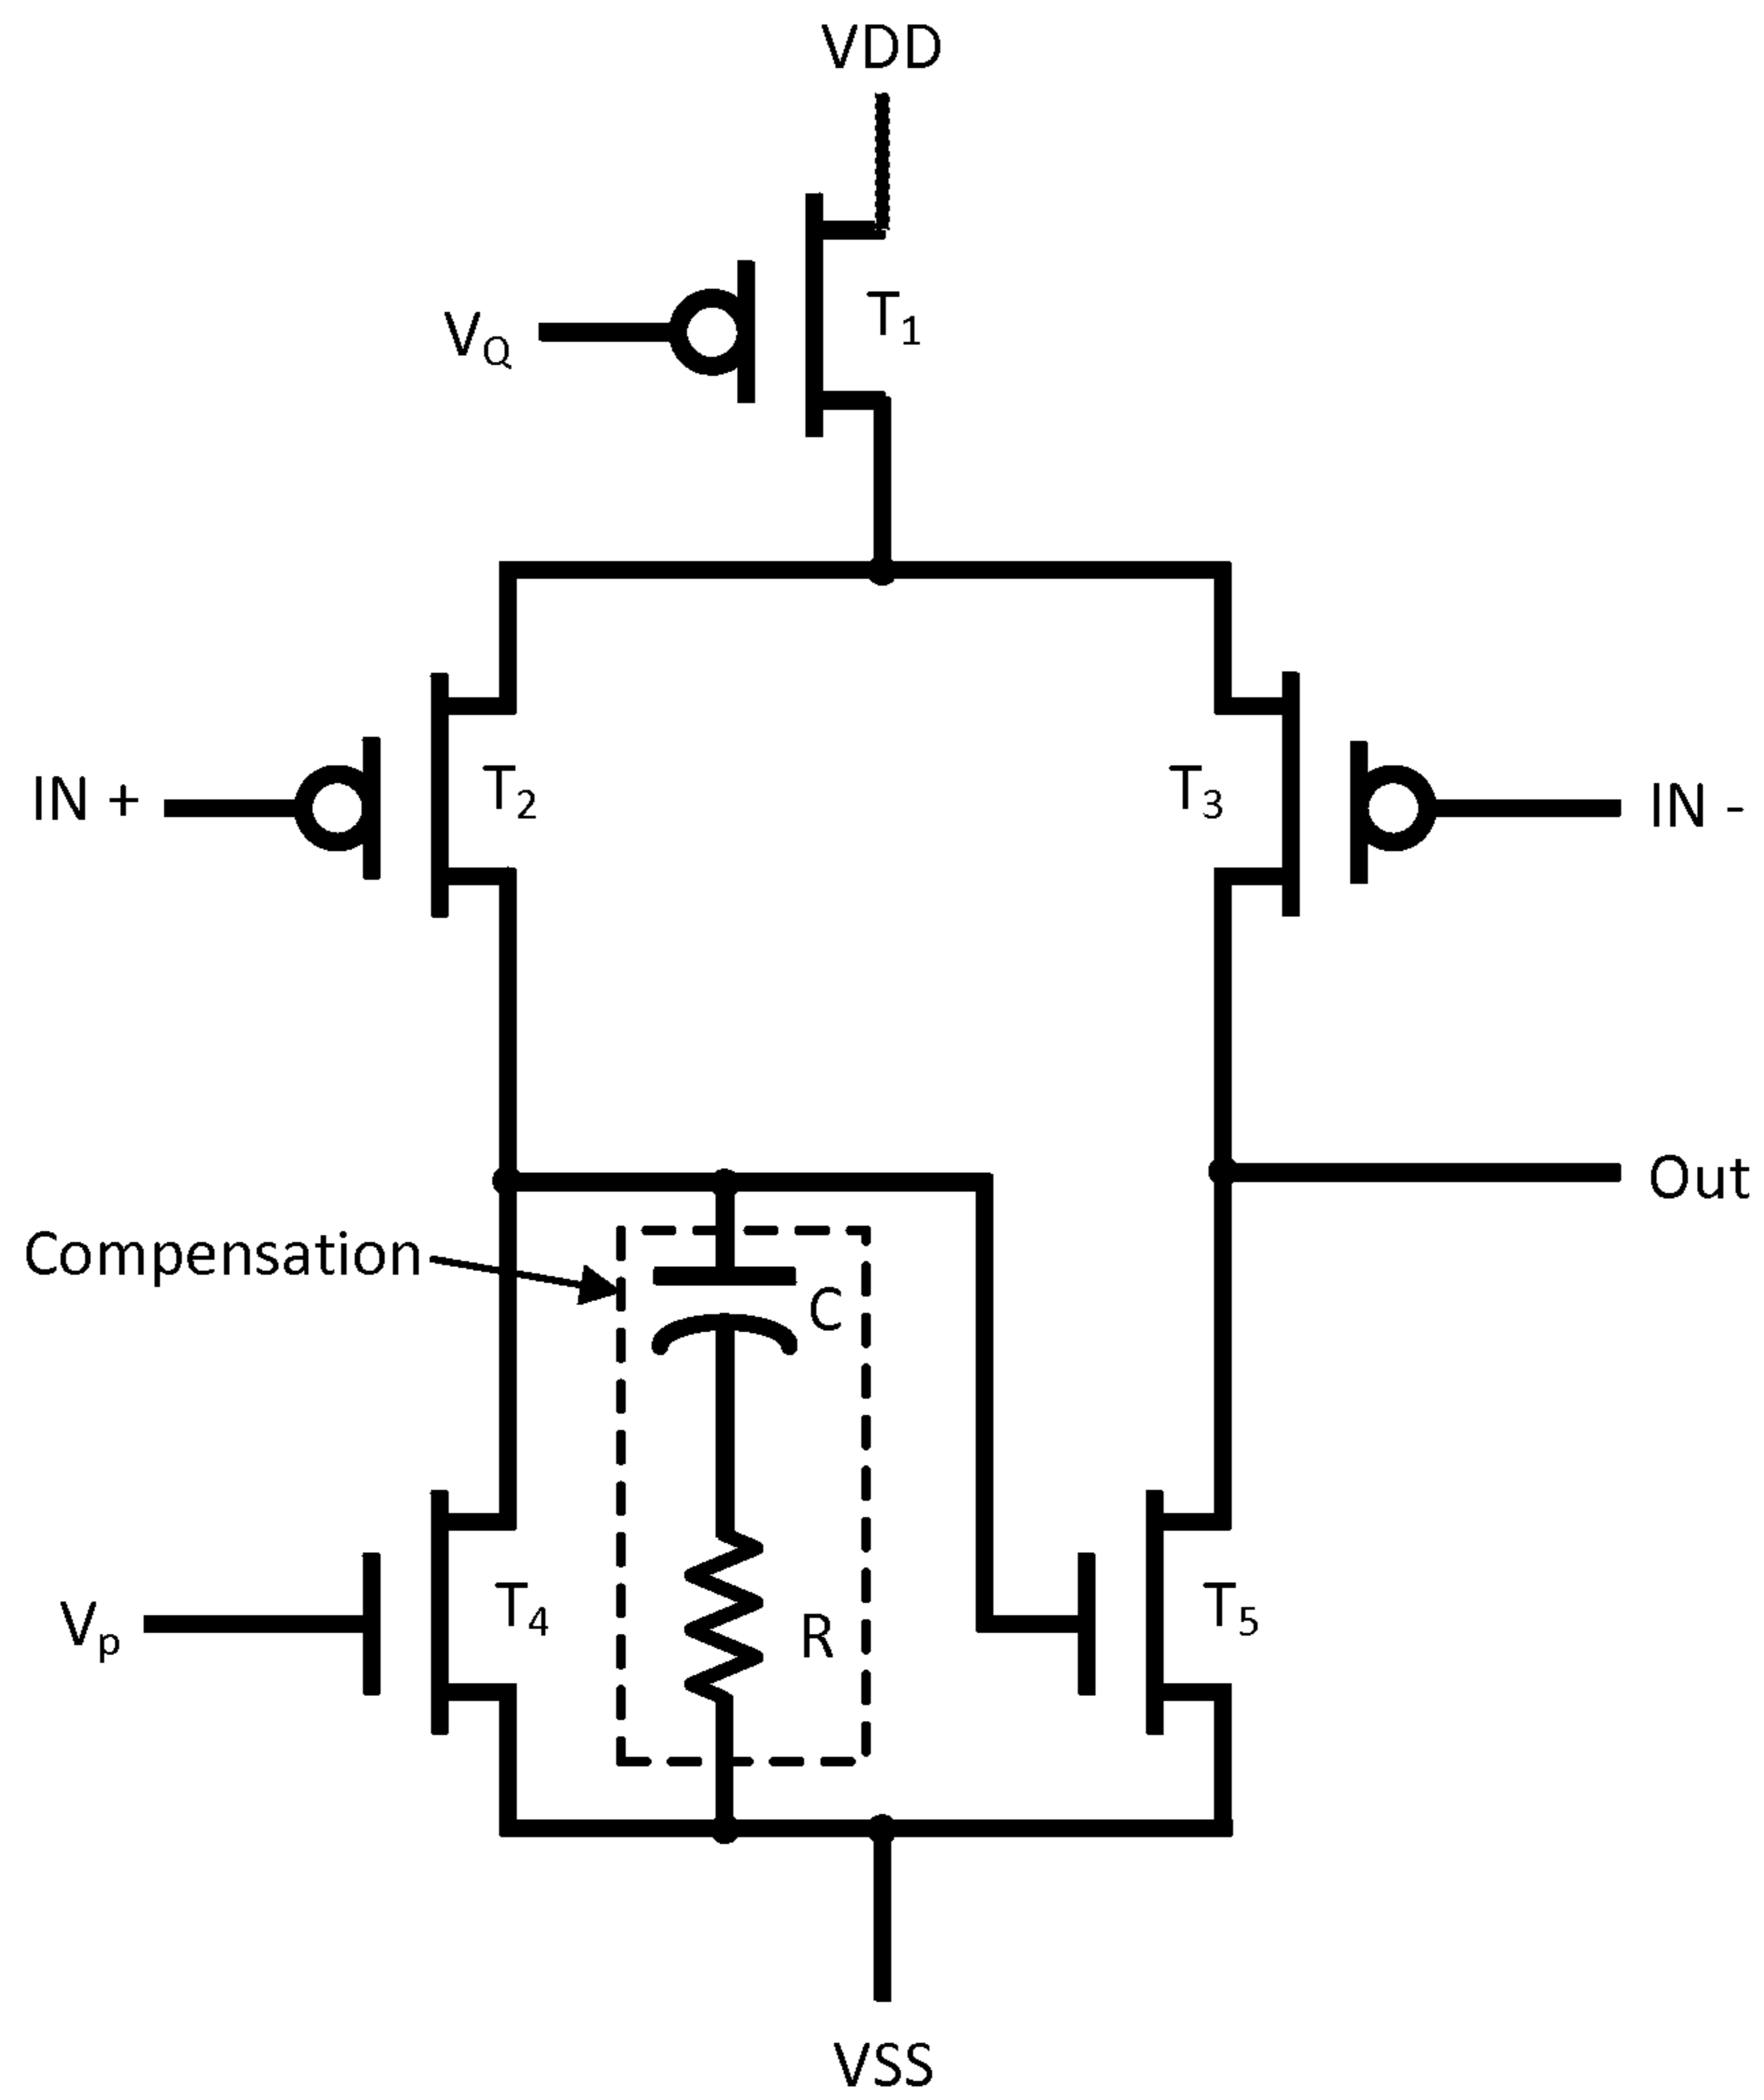 VDD
T1
VQ
IN +
T2
T3
IN -
Out
Compensation
C
Vp
T4
R
T5
VSS